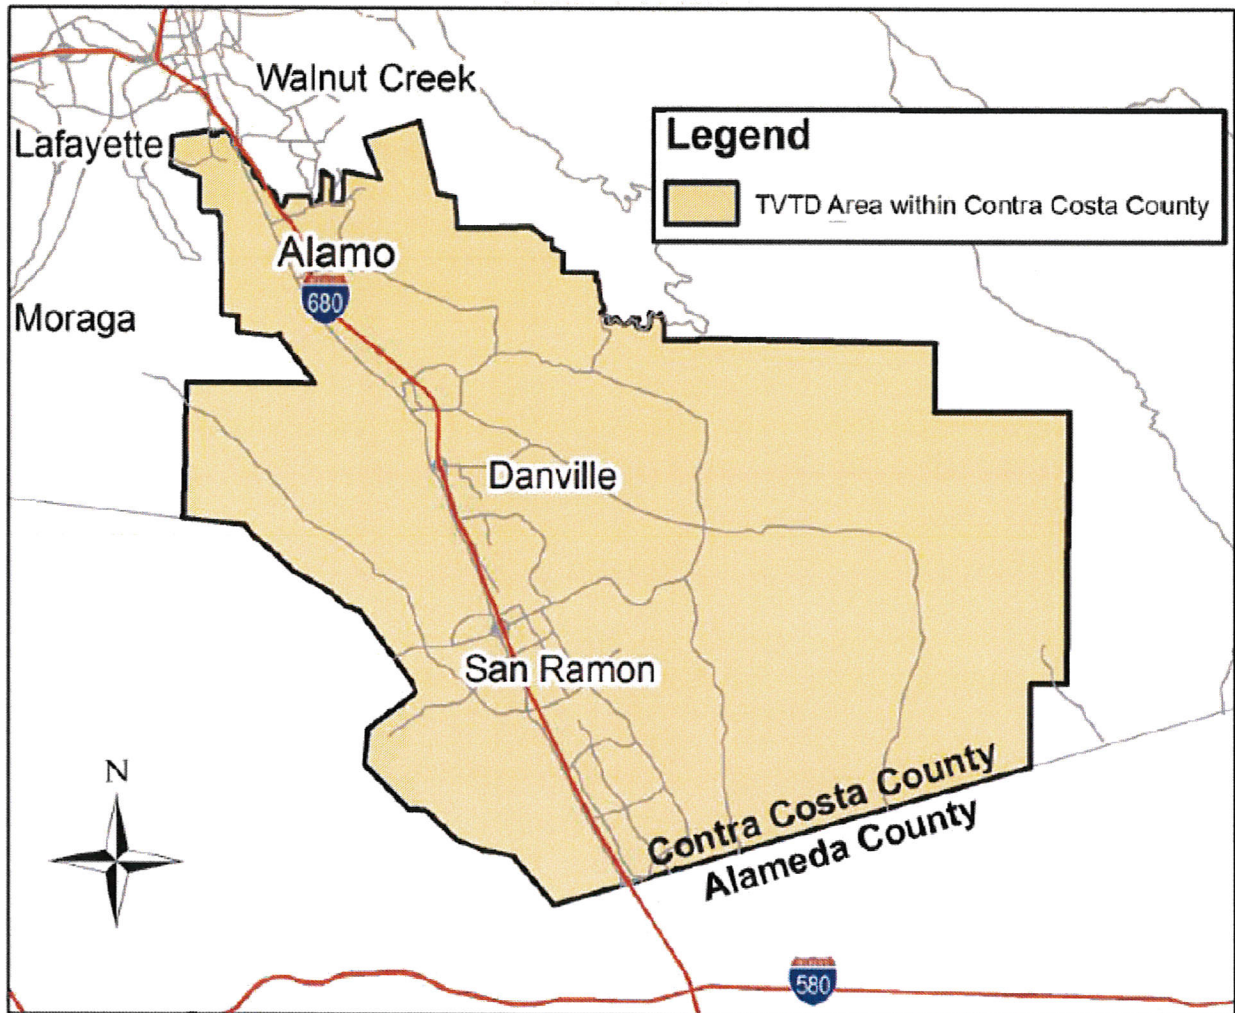 Walnut Creek
Legend
Lafayette
TVTD Area within Contra Costa County
Alamo
680
Moraga
Danville
San Ramon
N
Contra Costa County
Alameda County
580